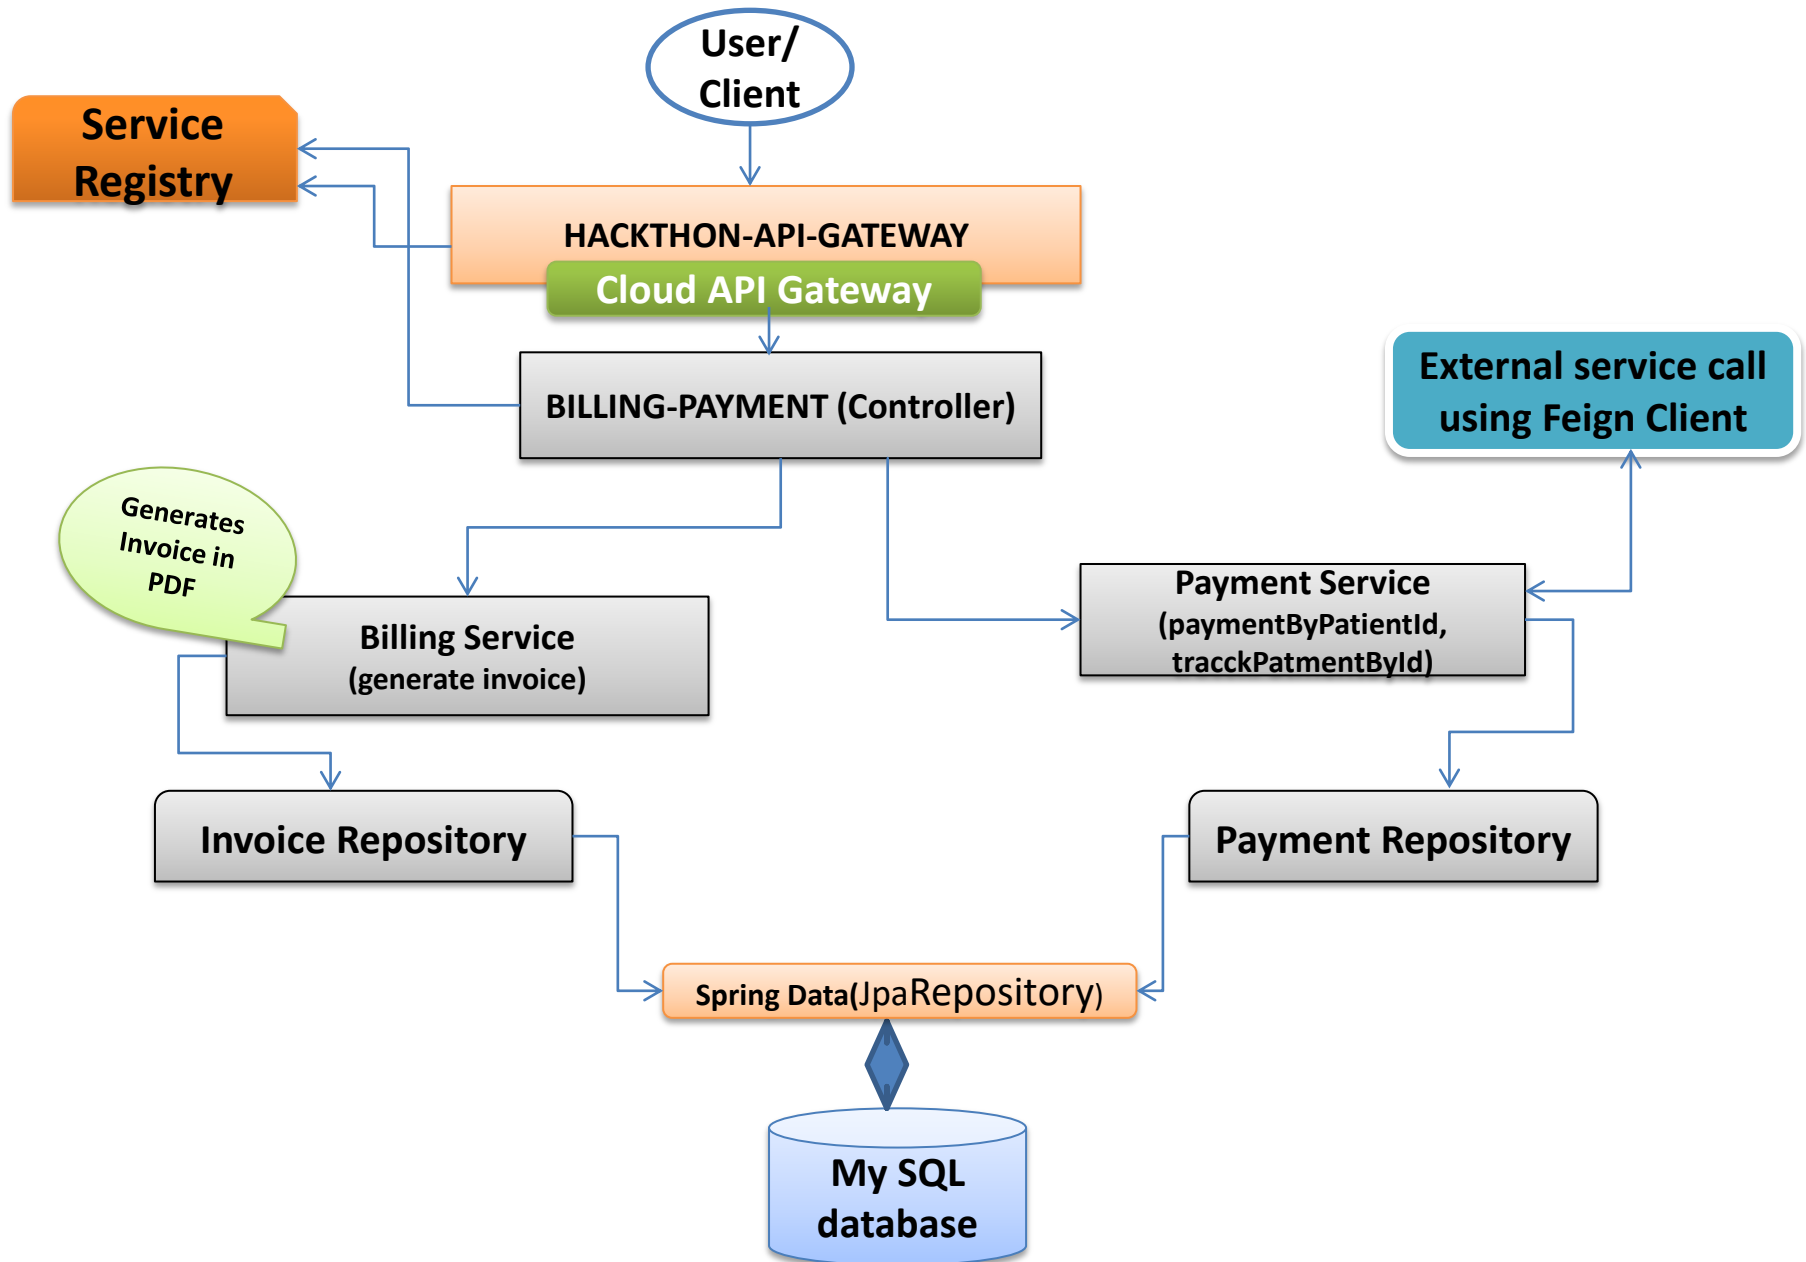 User/
Client
Service
Registry
HACKTHON-API-GATEWAY
Cloud API Gateway
BILLING-PAYMENT (Controller)
External service call
using Feign Client
Generates
Invoice in
PDF
Billing Service
(generate invoice)
Payment Service
(paymentByPatientId,
tracckPatmentById)
Invoice Repository
Payment Repository
Spring Data(JpaRepository)
My SQL
database